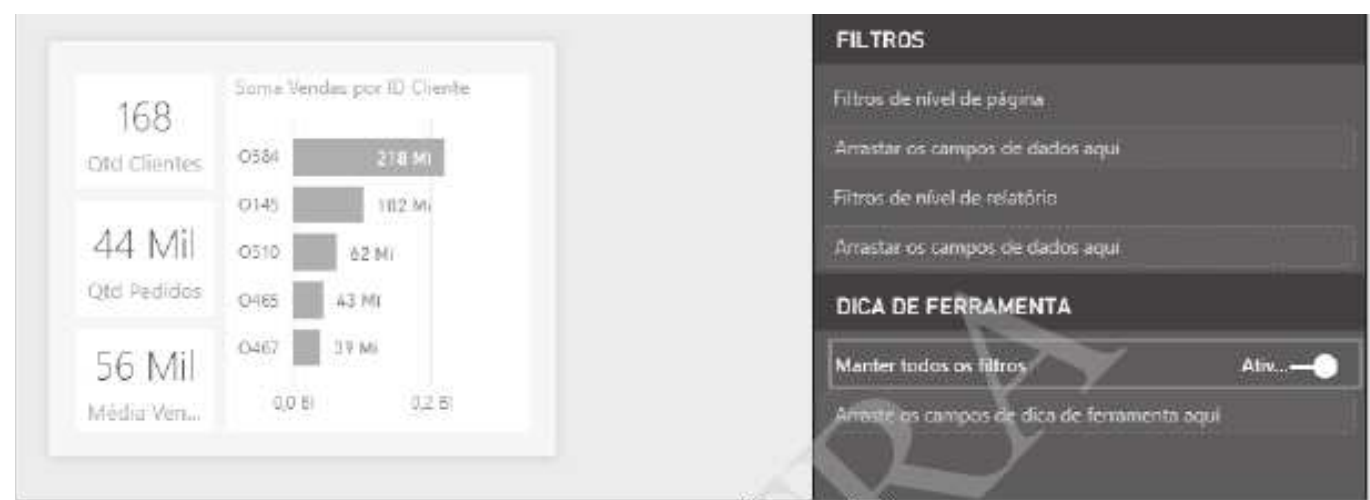 168
Qtd Clientes
44 Mil
Qtd Pedidos
56 Mil
Média Ven...
Soma Vendas por ID Cliente
O584 218 Mi
O145 102 Mi
O510 62 Mi
O465 43 Mi
O467 39 Mi
0,0 Bi 0,2 Bi
FILTROS
Filtros de nível de página
Arrastar os campos de dados aqui
Filtros de nível de relatório
Arrastar os campos de dados aqui
DICA DE FERRAMENTA
Manter todos os filtros Ativ...
Arraste os campos de dica de ferramenta aqui